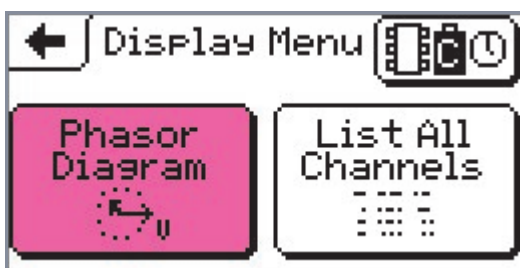 Display Menu
C
Phasor
Diagram
V
List All
Channels